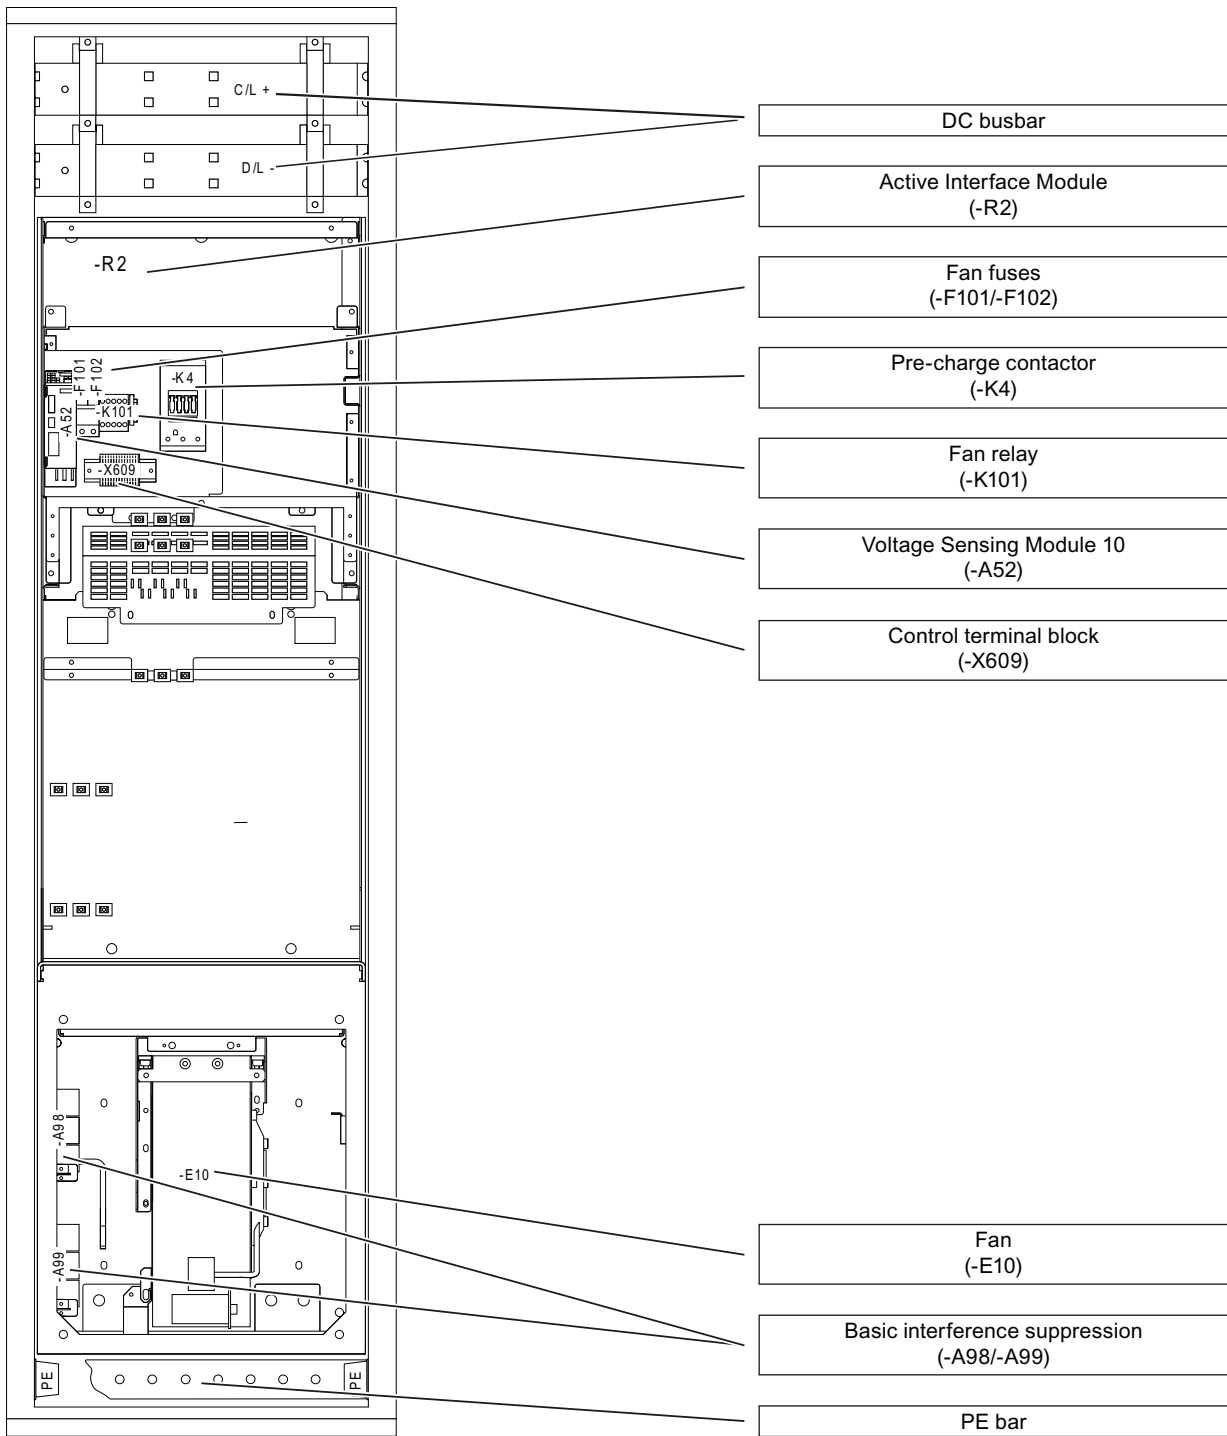 C/L +
D/L -
-R2
-F101
-F102
-K4
-K101
-A52
-X609
-A98
-E10
-A99
PE
PE
DC busbar
Active Interface Module
(-R2)
Fan fuses
(-F101/-F102)
Pre-charge contactor
(-K4)
Fan relay
(-K101)
Voltage Sensing Module 10
(-A52)
Control terminal block
(-X609)
Fan
(-E10)
Basic interference suppression
(-A98/-A99)
PE bar